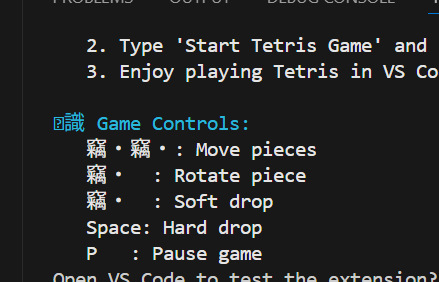 PROBLEMS OUTPUT DEBUG CONSOLE
2. Type 'Start Tetris Game' and
3. Enjoy playing Tetris in VS Co
識 Game Controls:
竊・竊・: Move pieces
竊・ : Rotate piece
竊・ : Soft drop
Space: Hard drop
P : Pause game
Open VS Code to test the extension?